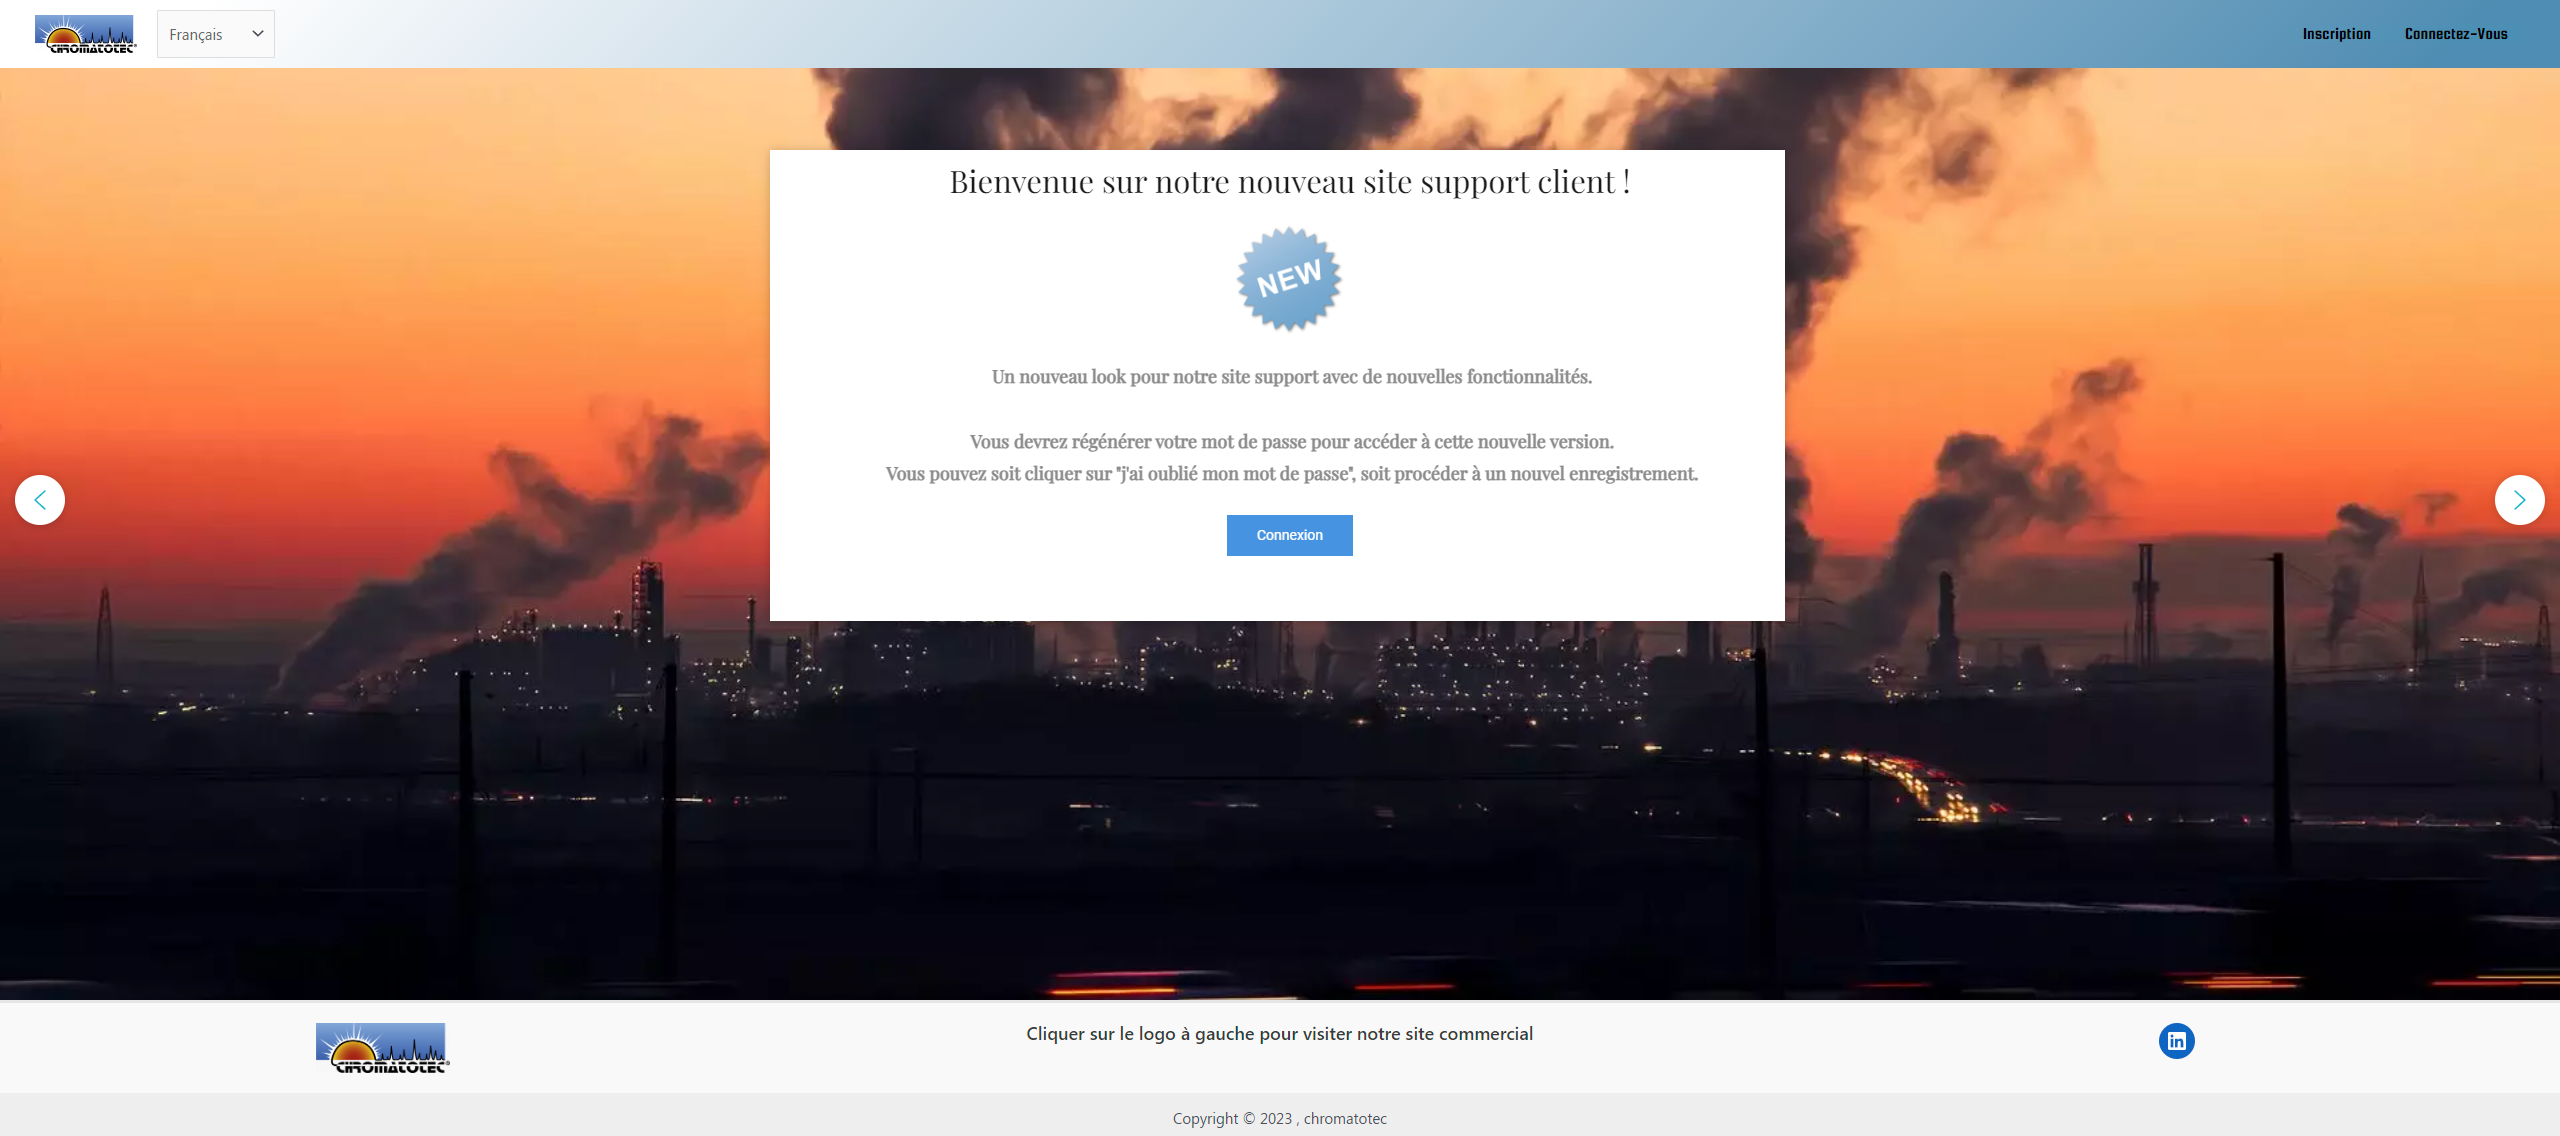 CHROMATOTEC
Français
Inscription
Connectez-Vous
Bienvenue sur notre nouveau site support client !
NEW
Un nouveau look pour notre site support avec de nouvelles fonctionnalités.
Vous devrez régénérer votre mot de passe pour accéder à cette nouvelle version.
Vous pouvez soit cliquer sur "j'ai oublié mon mot de passe", soit procéder à un nouvel enregistrement.
Connexion
CHROMATOTEC®
Cliquer sur le logo à gauche pour visiter notre site commercial
in
Copyright © 2023 , chromatotec